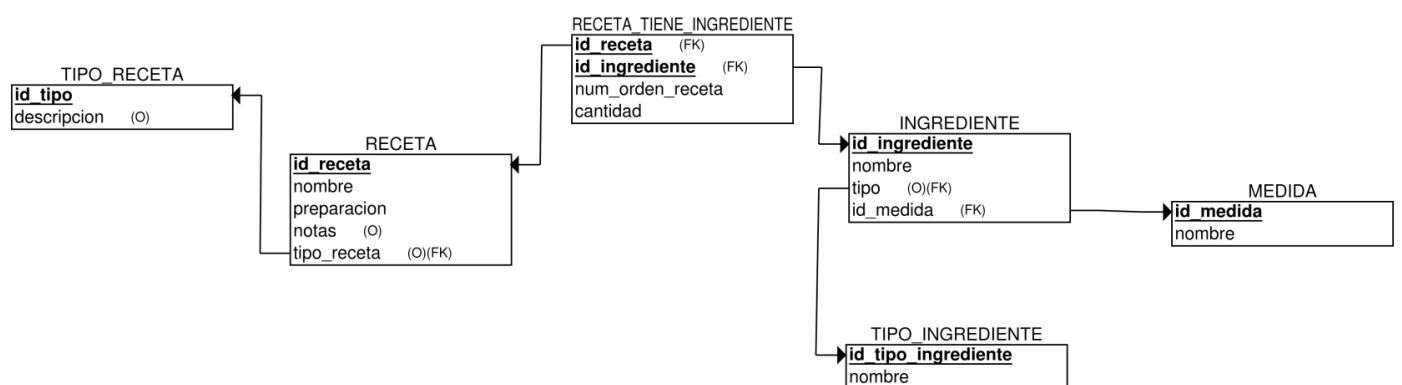 TIPO_RECETA
id_tipo
descripcion (O)
RECETA
id_receta
nombre
preparacion
notas (O)
tipo_receta (O)(FK)
RECETA_TIENE_INGREDIENTE
id_receta (FK)
id_ingrediente (FK)
num_orden_receta
cantidad
INGREDIENTE
id_ingrediente
nombre
tipo (O)(FK)
id_medida (FK)
MEDIDA
id_medida
nombre
TIPO_INGREDIENTE
id_tipo_ingrediente
nombre